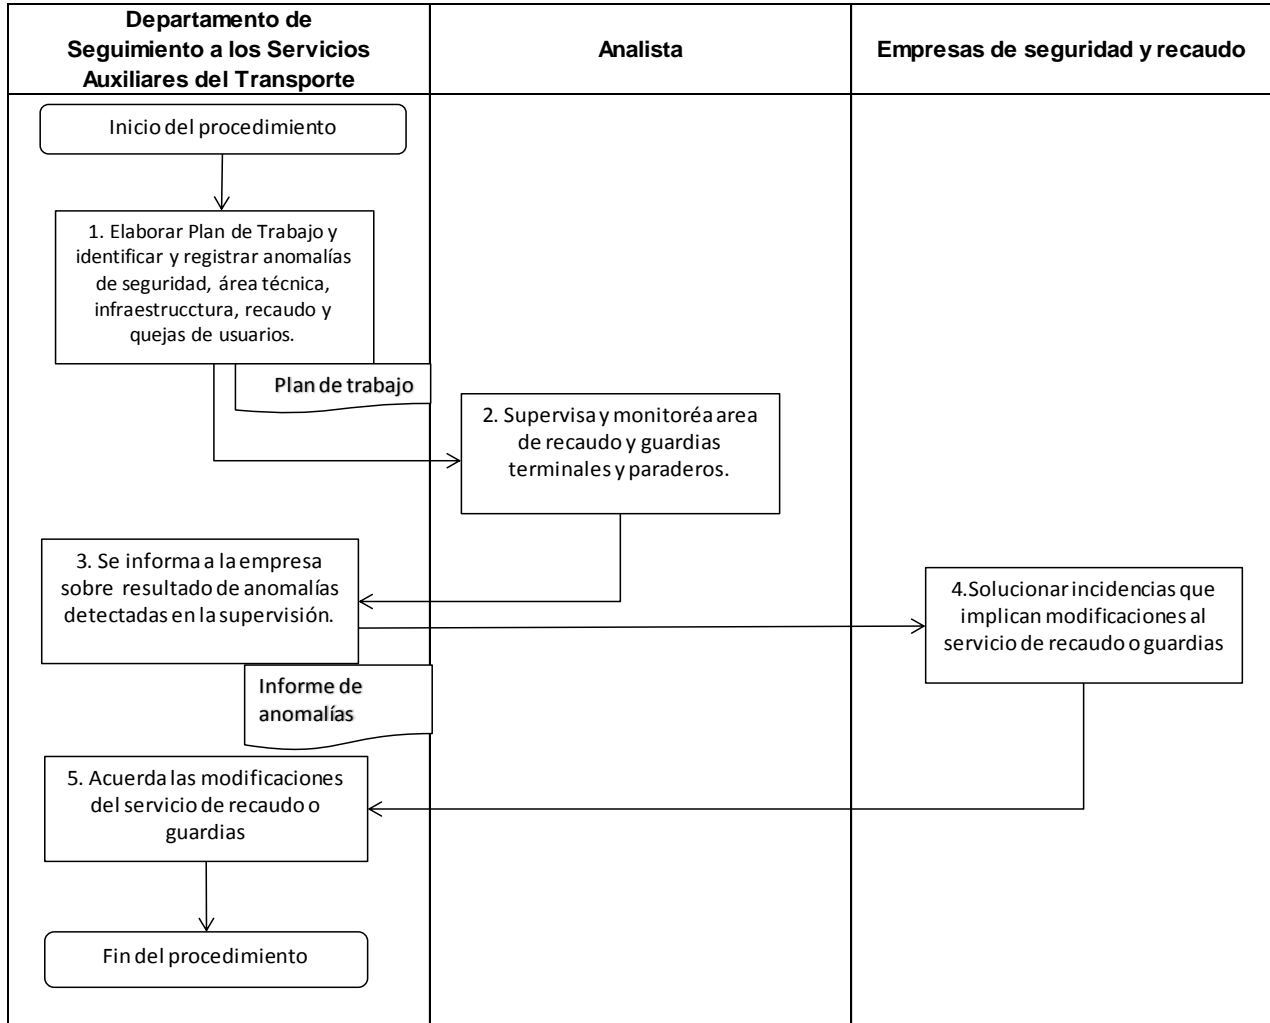 Departamento de
Seguimiento a los Servicios
Auxiliares del Transporte
Analista
Empresas de seguridad y recaudo
Inicio del procedimiento
1. Elaborar Plan de Trabajo y
identificar y registrar anomalías
de seguridad, área técnica,
infraestrucctura, recaudo y
quejas de usuarios.
Plan de trabajo
2. Supervisa y monitoréa area
de recaudo y guardias
terminales y paraderos.
3. Se informa a la empresa
sobre resultado de anomalías
detectadas en la supervisión.
4.Solucionar incidencias que
implican modificaciones al
servicio de recaudo o guardias
Informe de
anomalías
5. Acuerda las modificaciones
del servicio de recaudo o
guardias
Fin del procedimiento